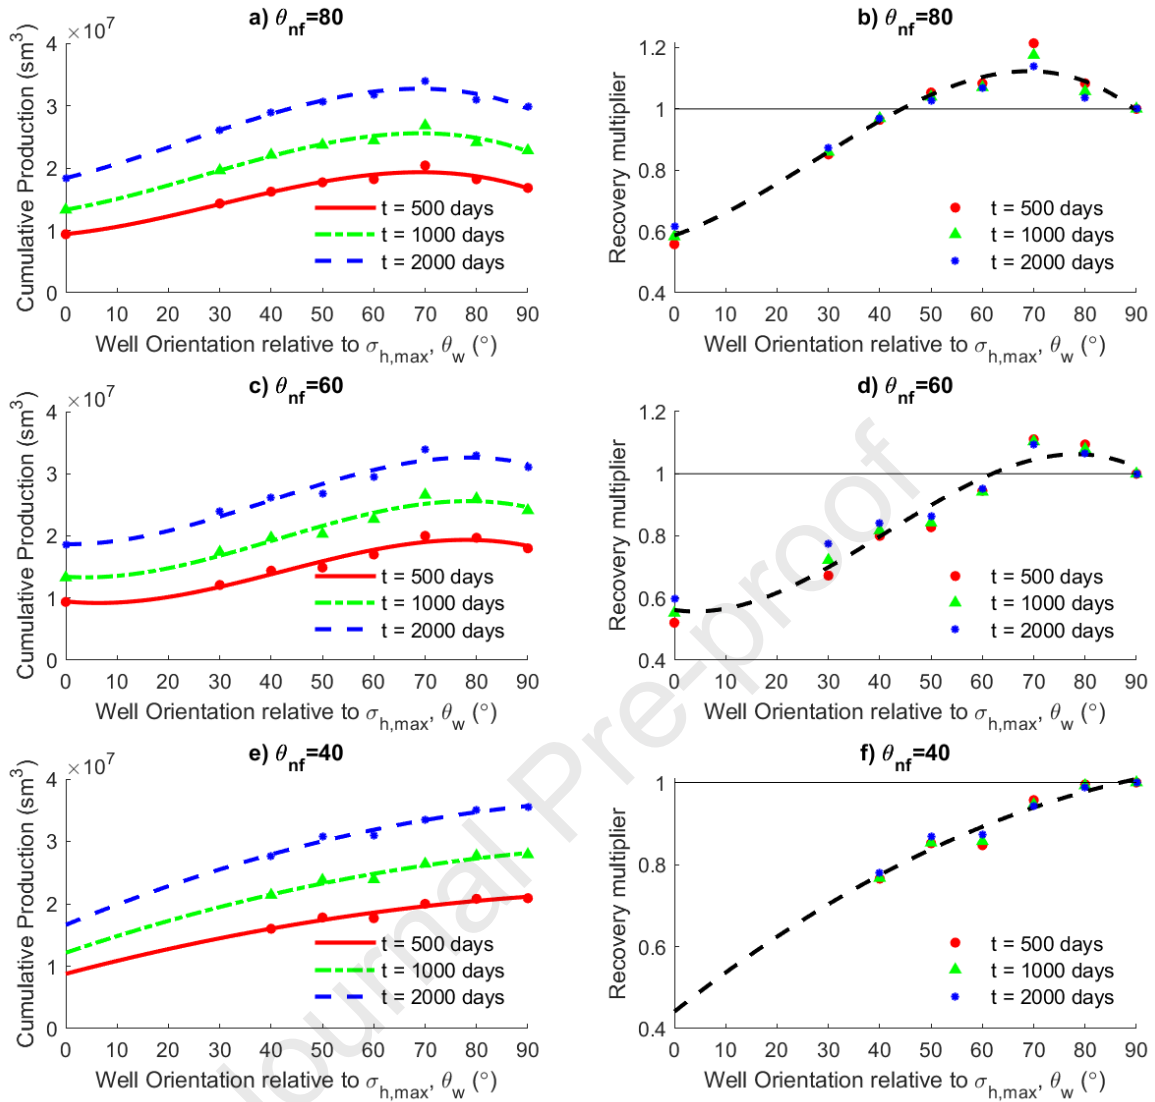 a) θnf=80
×10^7
Cumulative Production (sm^3)
4
3
2
1
0
0 10 20 30 40 50 60 70 80 90
t = 500 days
t = 1000 days
t = 2000 days
Well Orientation relative to σh,max, θw (°)
b) θnf=80
Recovery multiplier
1.2
1
0.8
0.6
0.4
0 10 20 30 40 50 60 70 80 90
t = 500 days
t = 1000 days
t = 2000 days
Well Orientation relative to σh,max, θw (°)
c) θnf=60
×10^7
Cumulative Production (sm^3)
4
3
2
1
0
0 10 20 30 40 50 60 70 80 90
t = 500 days
t = 1000 days
t = 2000 days
Well Orientation relative to σh,max, θw (°)
d) θnf=60
Recovery multiplier
1.2
1
0.8
0.6
0.4
0 10 20 30 40 50 60 70 80 90
t = 500 days
t = 1000 days
t = 2000 days
Well Orientation relative to σh,max, θw (°)
e) θnf=40
×10^7
Cumulative Production (sm^3)
4
3
2
1
0
0 10 20 30 40 50 60 70 80 90
t = 500 days
t = 1000 days
t = 2000 days
Well Orientation relative to σh,max, θw (°)
f) θnf=40
Recovery multiplier
1
0.8
0.6
0.4
0 10 20 30 40 50 60 70 80 90
t = 500 days
t = 1000 days
t = 2000 days
Well Orientation relative to σh,max, θw (°)
Journal Pre-proof